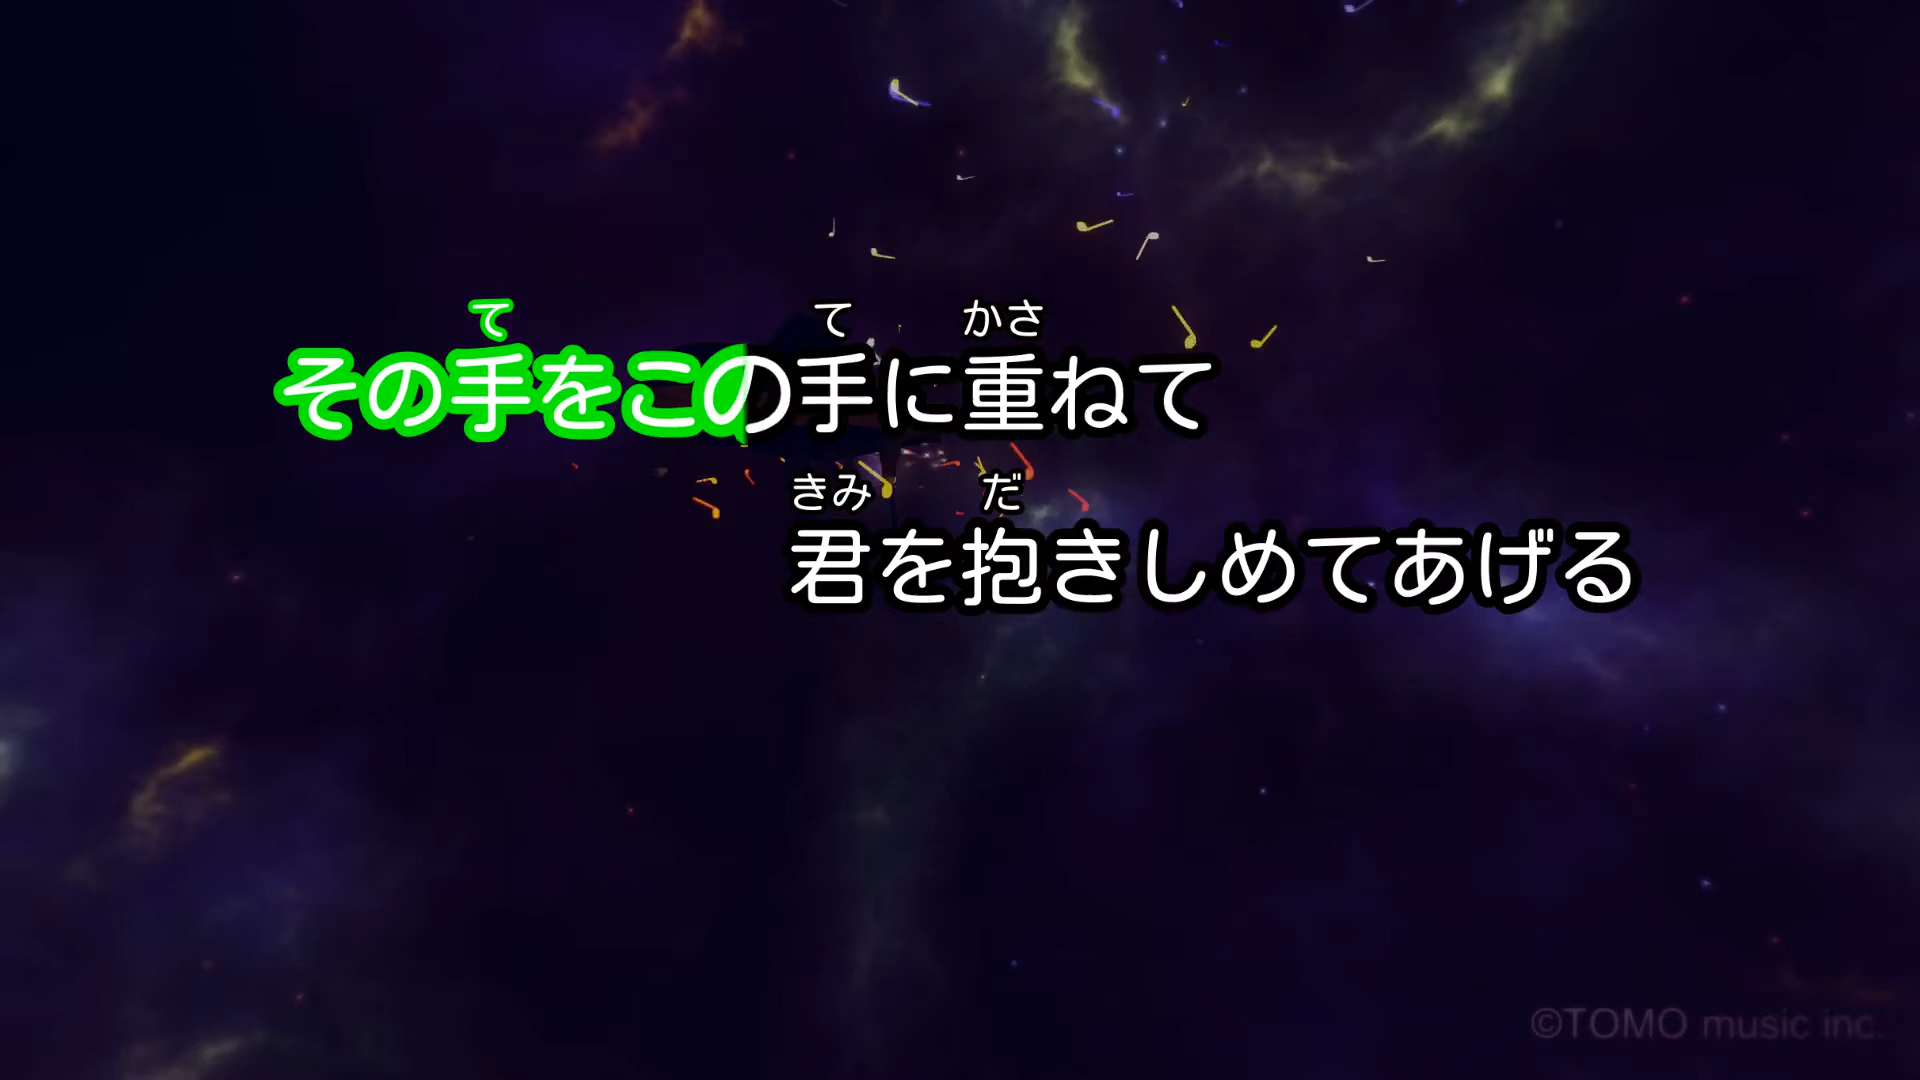 て て かさ
その手をこの手に重ねて
きみ だ
君を抱きしめてあげる
©TOMO music inc.